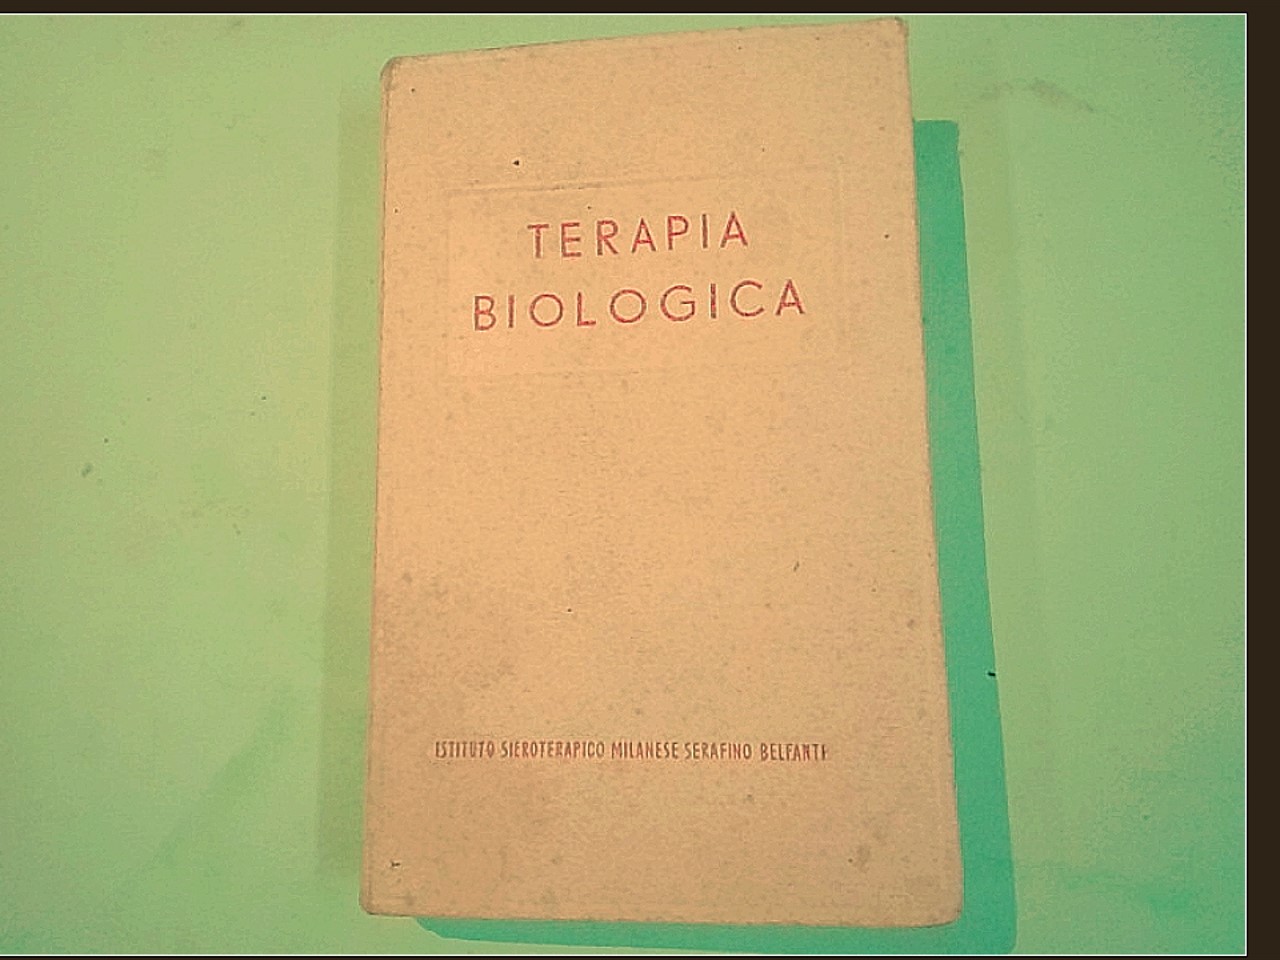 TERAPIA
BIOLOGICA
ISTITUTO SIEROTERAPICO MILANESE SERAFINO BELFANTI